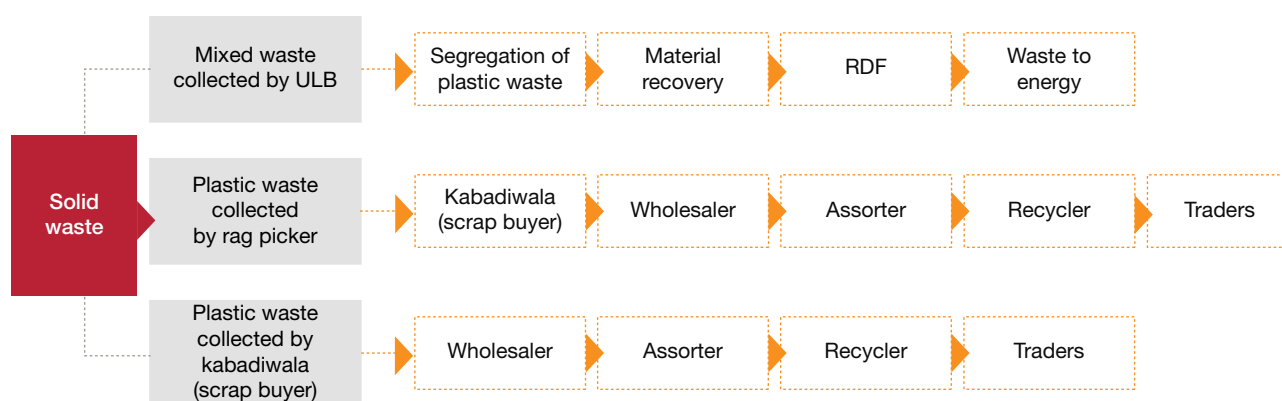 Solid
waste
Mixed waste
collected by ULB
Segregation of
plastic waste
Material
recovery
RDF
Waste to
energy
Plastic waste
collected
by rag picker
Kabadiwala
(scrap buyer)
Wholesaler
Assorter
Recycler
Traders
Plastic waste
collected by
kabadiwala
(scrap buyer)
Wholesaler
Assorter
Recycler
Traders